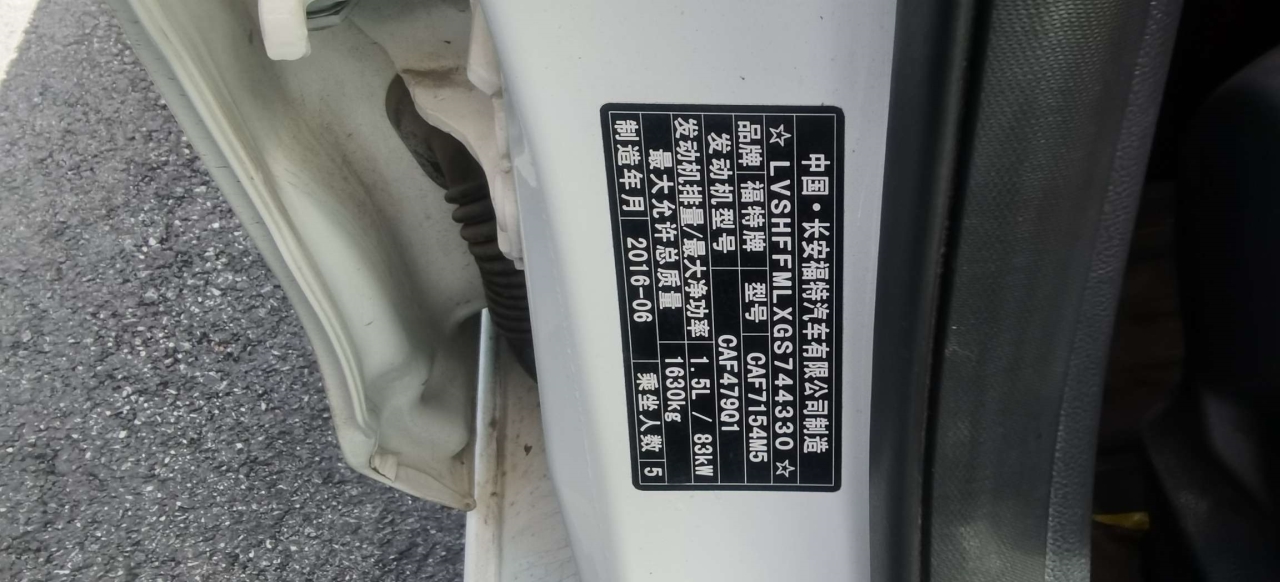 中国·长安福特汽车有限公司制造
☆LVSHFFMLXGS744330☆
品牌 福特牌 型号 CAF7154M5
发动机型号 CAF479Q1
发动机排量/最大净功率 1.5L / 83kW
最大允许总质量 1630kg
制造年月 2016-06 乘坐人数 5